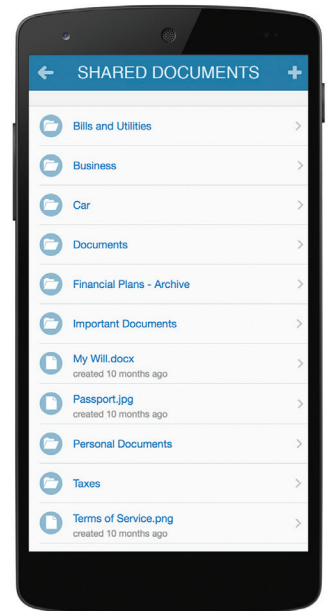 SHARED DOCUMENTS
Bills and Utilities
Business
Car
Documents
Financial Plans - Archive
Important Documents
My Will.docx
created 10 months ago
Passport.jpg
created 10 months ago
Personal Documents
Taxes
Terms of Service.png
created 10 months ago